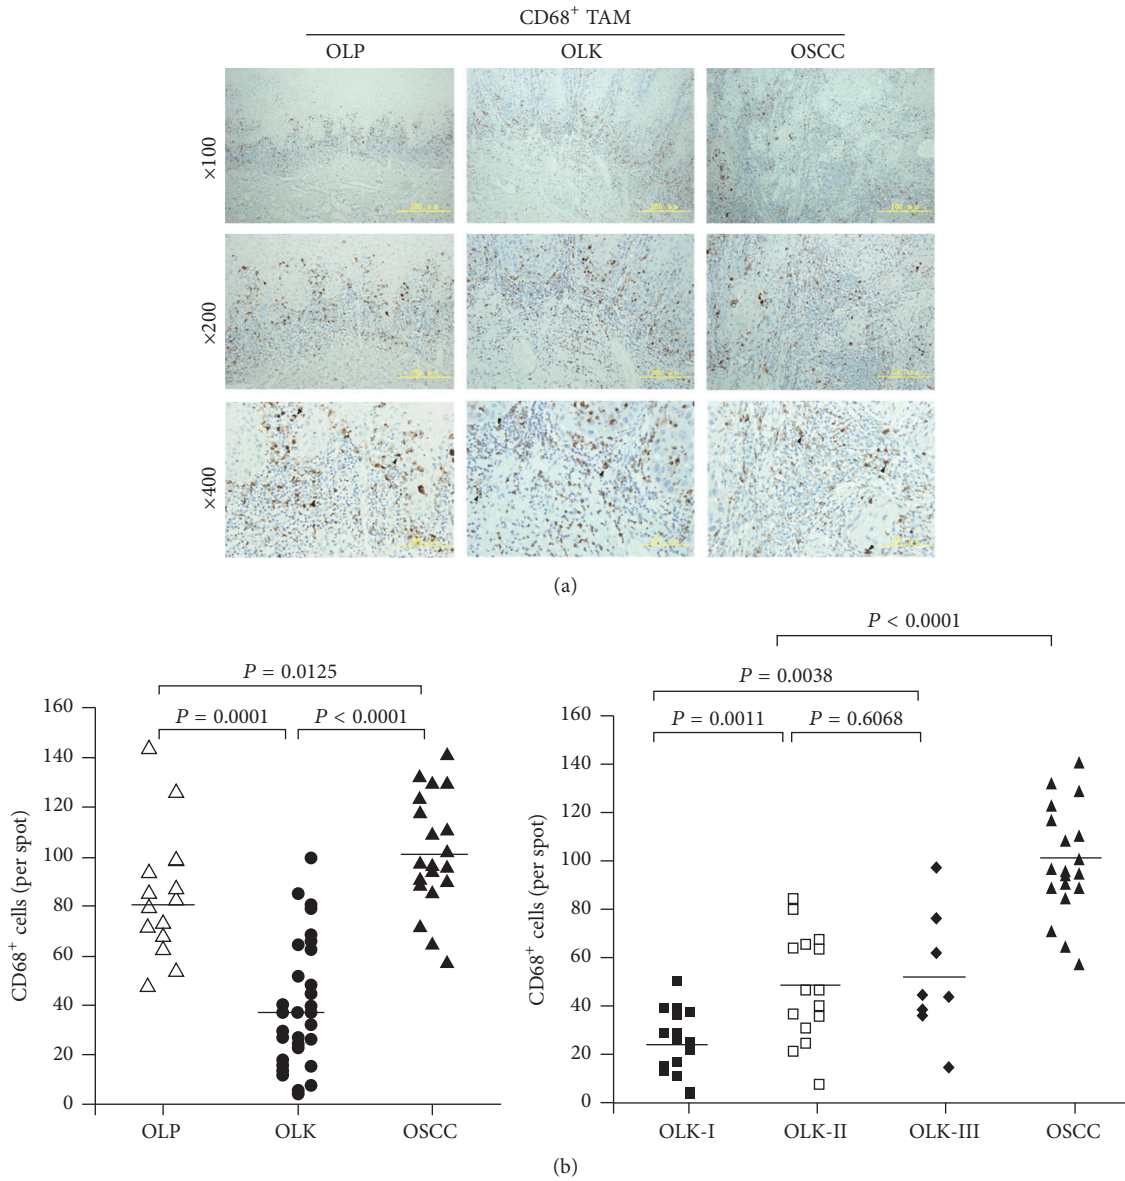 CD68+ TAM
OLP OLK OSCC
×100
×200
×400
(a)
P = 0.0125
P = 0.0001 P < 0.0001
CD68+ cells (per spot)
160
140
120
100
80
60
40
20
0
OLP OLK OSCC
P < 0.0001
P = 0.0038
P = 0.0011 P = 0.6068
CD68+ cells (per spot)
160
140
120
100
80
60
40
20
0
OLK-I OLK-II OLK-III OSCC
(b)